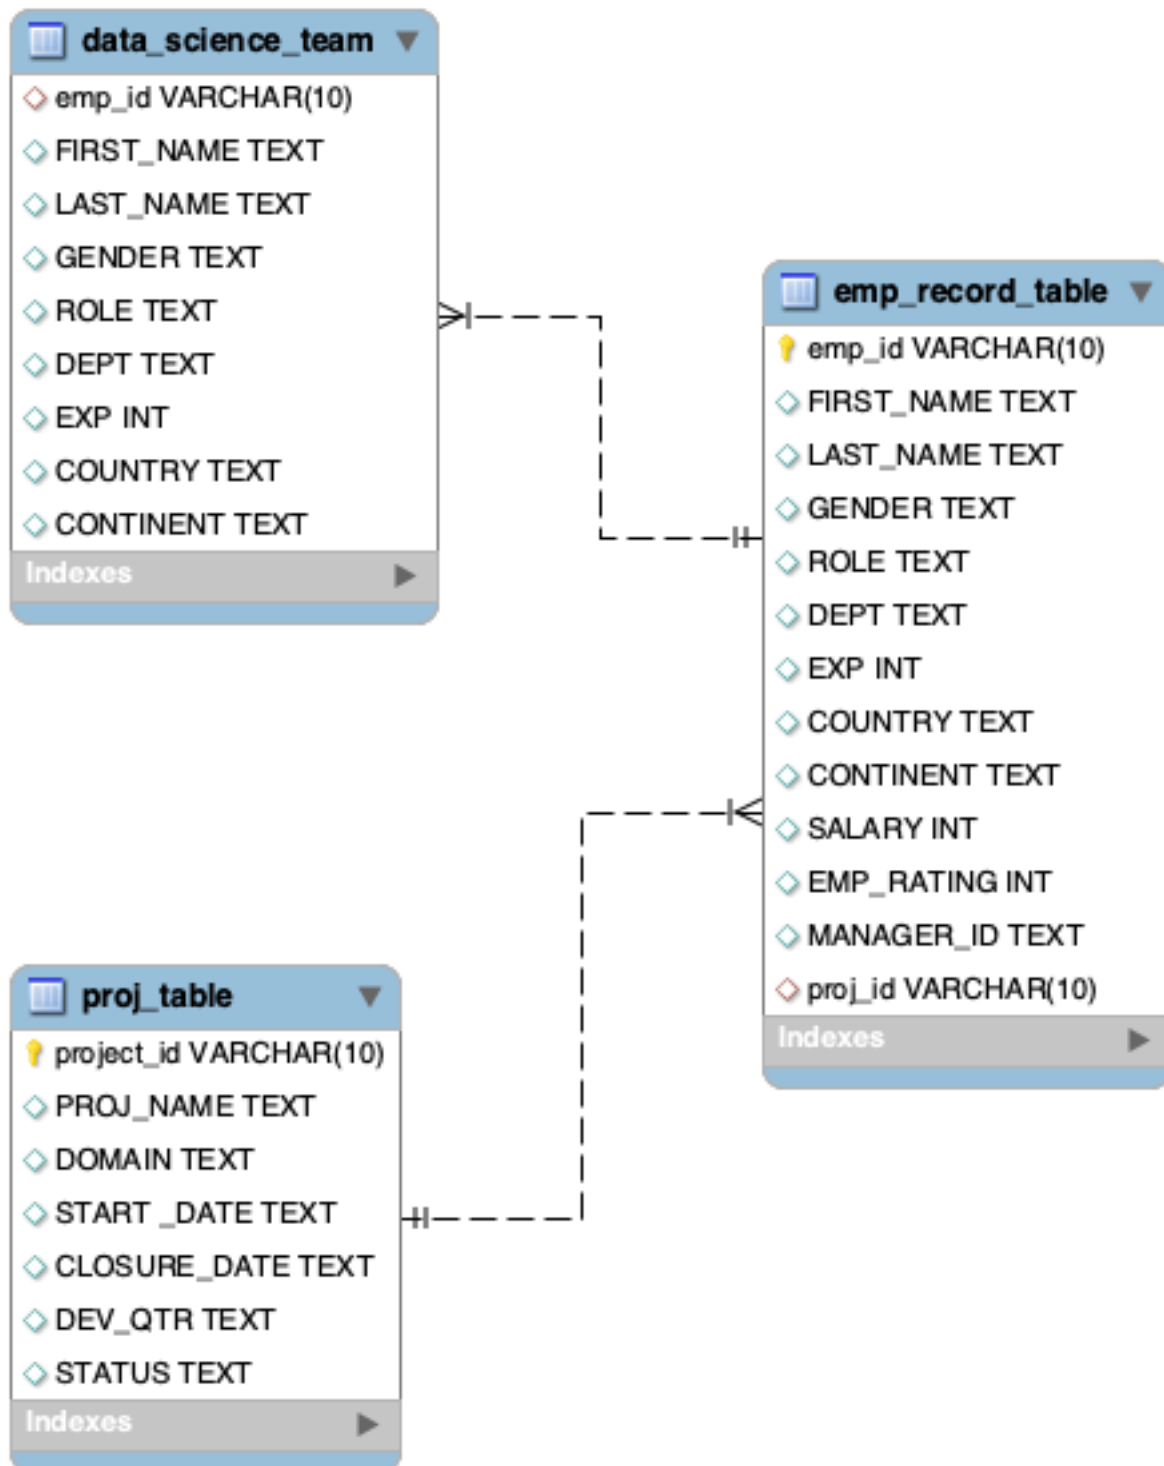 data_science_team
emp_id VARCHAR(10)
FIRST_NAME TEXT
LAST_NAME TEXT
GENDER TEXT
ROLE TEXT
DEPT TEXT
EXP INT
COUNTRY TEXT
CONTINENT TEXT
Indexes
emp_record_table
emp_id VARCHAR(10)
FIRST_NAME TEXT
LAST_NAME TEXT
GENDER TEXT
ROLE TEXT
DEPT TEXT
EXP INT
COUNTRY TEXT
CONTINENT TEXT
SALARY INT
EMP_RATING INT
MANAGER_ID TEXT
proj_id VARCHAR(10)
Indexes
proj_table
project_id VARCHAR(10)
PROJ_NAME TEXT
DOMAIN TEXT
START _DATE TEXT
CLOSURE_DATE TEXT
DEV_QTR TEXT
STATUS TEXT
Indexes